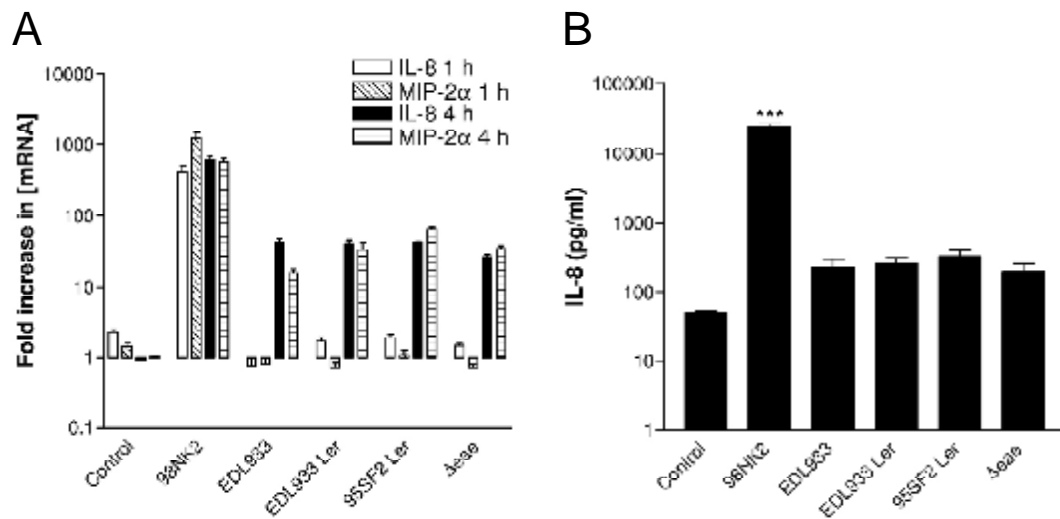 A
Fold increase in [mRNA]
10000
1000
100
10
1
0.1
IL-8 1 h
MIP-2α 1 h
IL-8 4 h
MIP-2α 4 h
Control
98NK2
EDL933
EDL933 Ler
95SF2 Ler
Δeae
B
IL-8 (pg/ml)
100000
10000
1000
100
10
1
***
Control
98NK2
EDL933
EDL933 Ler
95SF2 Ler
Δeae